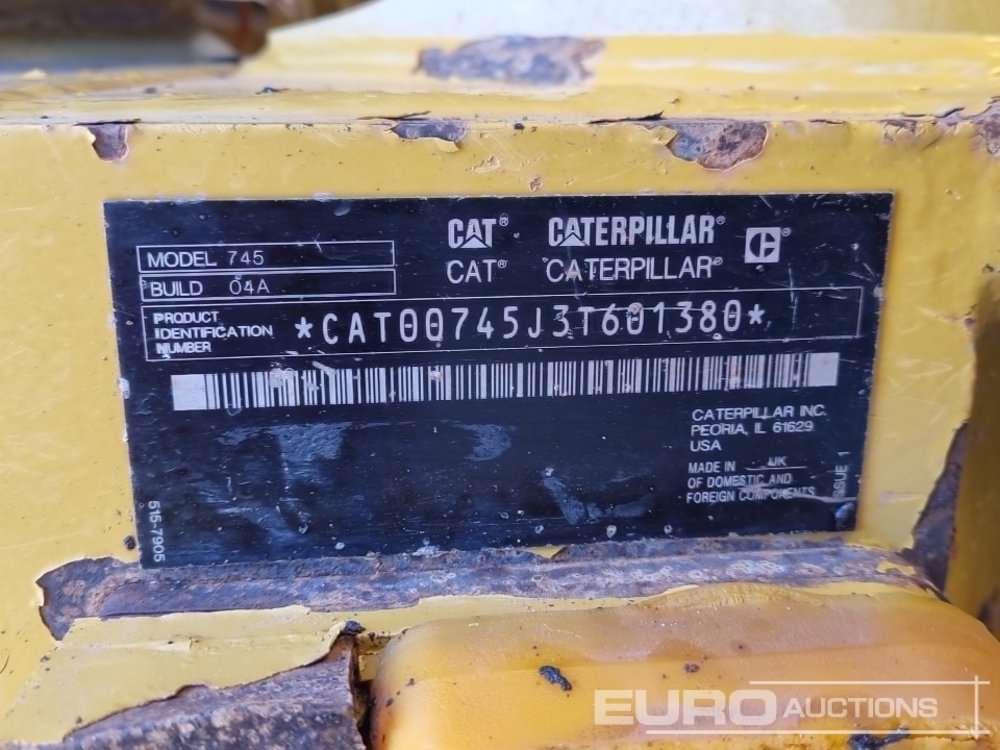 CAT® CATERPILLAR® C®
CAT® CATERPILLAR®
MODEL 745
BUILD 04A
PRODUCT
IDENTIFICATION
NUMBER
*CAT00745J3T601380*
CATERPILLAR INC.
PEORIA, IL 61629
USA
MADE IN UK
OF DOMESTIC AND
FOREIGN COMPONENTS
ISSUE 1
515-7905
EURO AUCTIONS